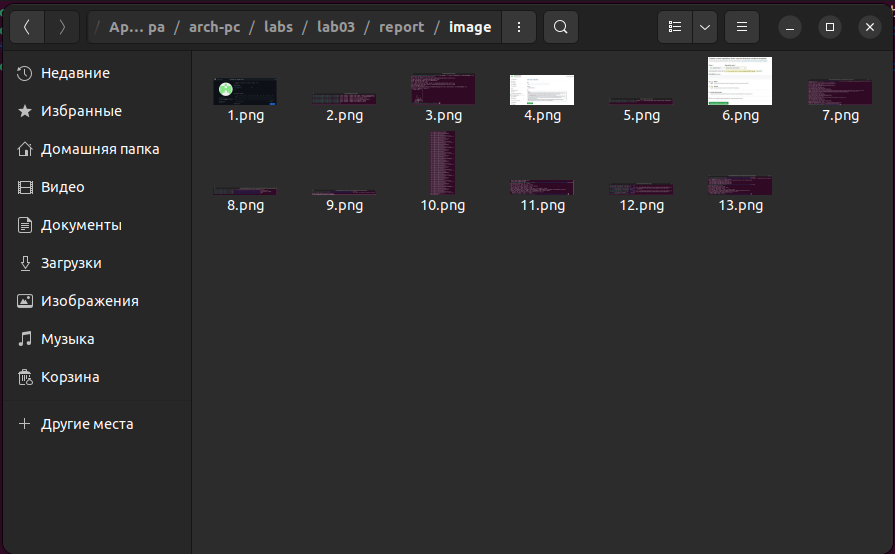 / Ар… ра / arch-pc / labs / lab03 / report / image
Недавние
Избранные
Домашняя папка
Видео
Документы
Загрузки
Изображения
Музыка
Корзина
Другие места
1.png 2.png 3.png 4.png 5.png 6.png 7.png
8.png 9.png 10.png 11.png 12.png 13.png